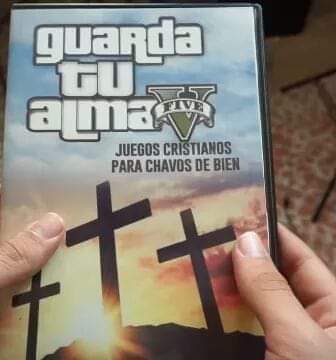 guarda
tu
alma
V
FIVE
JUEGOS CRISTIANOS
PARA CHAVOS DE BIEN